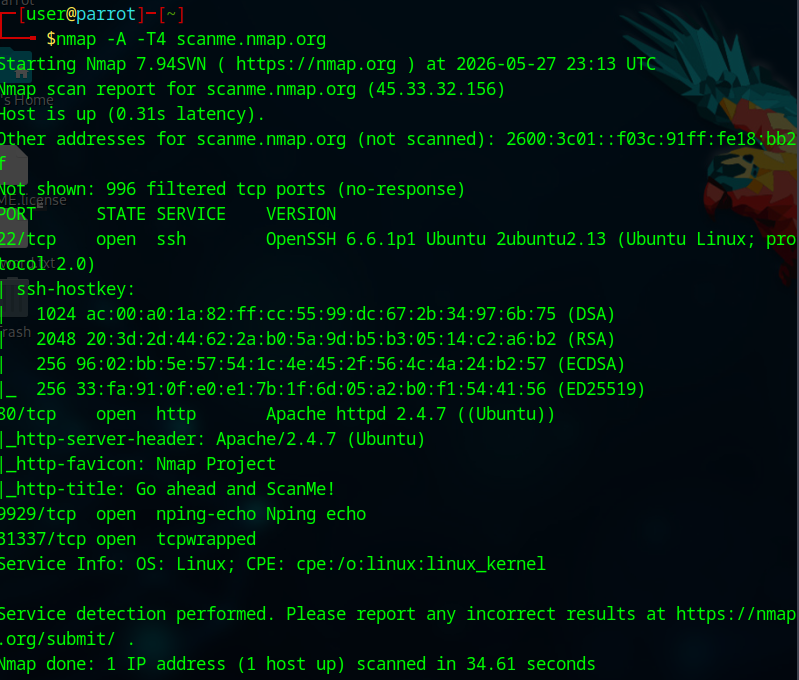 [user@parrot]─[~]
$nmap -A -T4 scanme.nmap.org
Starting Nmap 7.94SVN ( https://nmap.org ) at 2026-05-27 23:13 UTC
Nmap scan report for scanme.nmap.org (45.33.32.156)
Host is up (0.31s latency).
Other addresses for scanme.nmap.org (not scanned): 2600:3c01::f03c:91ff:fe18:bb2
f
Not shown: 996 filtered tcp ports (no-response)
PORT      STATE SERVICE    VERSION
22/tcp    open  ssh        OpenSSH 6.6.1p1 Ubuntu 2ubuntu2.13 (Ubuntu Linux; pro
tocol 2.0)
| ssh-hostkey:
|   1024 ac:00:a0:1a:82:ff:cc:55:99:dc:67:2b:34:97:6b:75 (DSA)
|   2048 20:3d:2d:44:62:2a:b0:5a:9d:b5:b3:05:14:c2:a6:b2 (RSA)
|   256 96:02:bb:5e:57:54:1c:4e:45:2f:56:4c:4a:24:b2:57 (ECDSA)
|_  256 33:fa:91:0f:e0:e1:7b:1f:6d:05:a2:b0:f1:54:41:56 (ED25519)
80/tcp    open  http       Apache httpd 2.4.7 ((Ubuntu))
|_http-server-header: Apache/2.4.7 (Ubuntu)
|_http-favicon: Nmap Project
|_http-title: Go ahead and ScanMe!
9929/tcp  open  nping-echo Nping echo
31337/tcp open  tcpwrapped
Service Info: OS: Linux; CPE: cpe:/o:linux:linux_kernel
Service detection performed. Please report any incorrect results at https://nmap
.org/submit/ .
Nmap done: 1 IP address (1 host up) scanned in 34.61 seconds